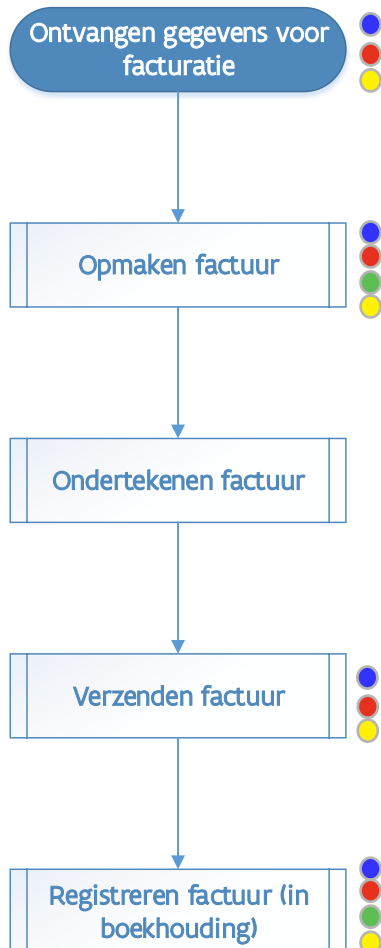 Ontvangen gegevens voor
facturatie
Opmaken factuur
Ondertekenen factuur
Verzenden factuur
Registreren factuur (in
boekhouding)